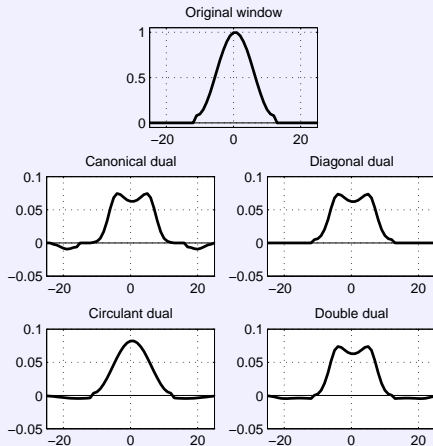 Original window
1
0.5
0
−20 0 20
Canonical dual Diagonal dual
0.1 0.1
0.05 0.05
0 0
−0.05 −0.05
−20 0 20 −20 0 20
Circulant dual Double dual
0.1 0.1
0.05 0.05
0 0
−0.05 −0.05
−20 0 20 −20 0 20